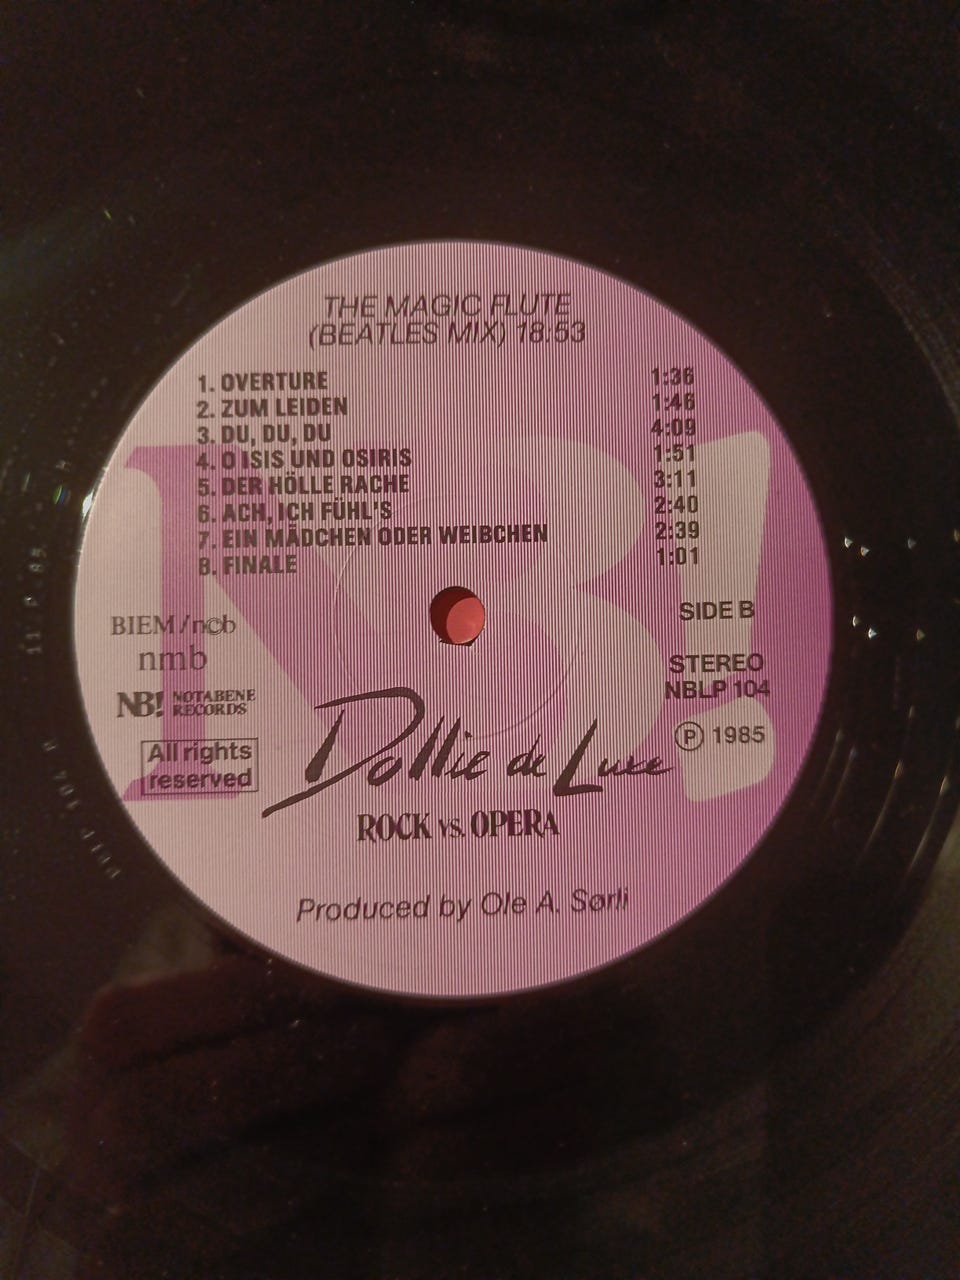 THE MAGIC FLUTE
(BEATLES MIX) 18:53
1. OVERTURE 1:36
2. ZUM LEIDEN 1:46
3. DU, DU, DU 4:09
4. O ISIS UND OSIRIS 1:51
5. DER HÖLLE RACHE 3:11
6. ACH, ICH FÜHL'S 2:40
7. EIN MÄDCHEN ODER WEIBCHEN 2:39
8. FINALE 1:01
BIEM/n©b
nmb
NB! NOTABENE
RECORDS
All rights
reserved
SIDE B
STEREO
NBLP 104
℗ 1985
NB!
Dollie de Luxe
ROCK VS. OPERA
Produced by Ole A. Sørli